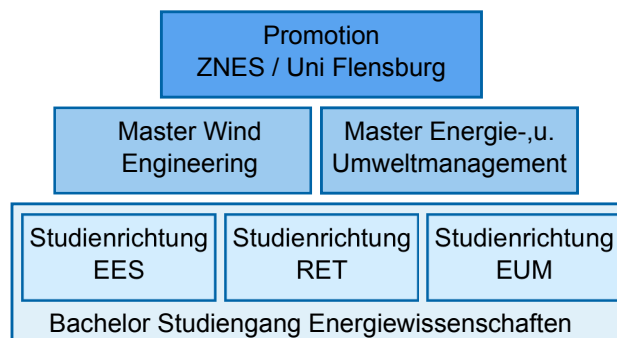 Promotion
ZNES / Uni Flensburg
Master Wind
Engineering
Master Energie-,u.
Umweltmanagement
Studienrichtung
EES
Studienrichtung
RET
Studienrichtung
EUM
Bachelor Studiengang Energiewissenschaften